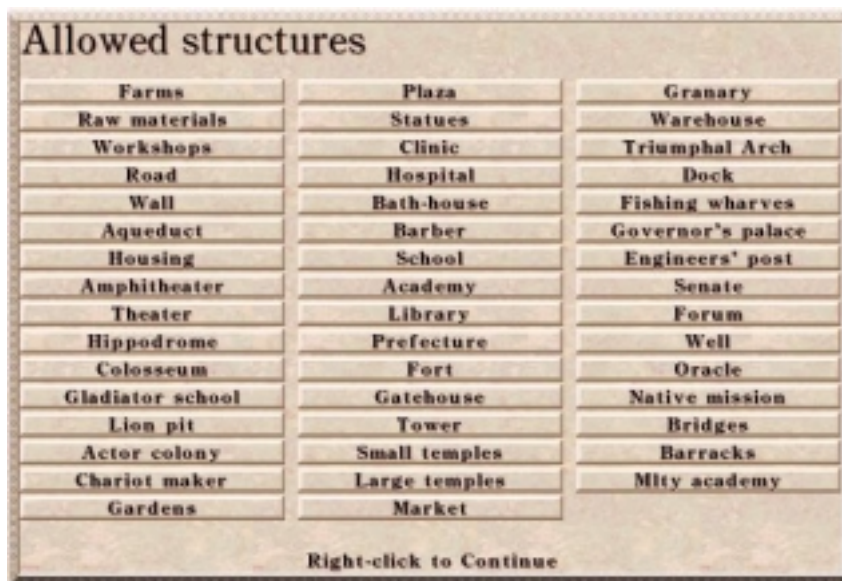 Allowed structures
Farms
Raw materials
Workshops
Road
Wall
Aqueduct
Housing
Amphitheater
Theater
Hippodrome
Colosseum
Gladiator school
Lion pit
Actor colony
Chariot maker
Gardens
Plaza
Statues
Clinic
Hospital
Bath-house
Barber
School
Academy
Library
Prefecture
Fort
Gatehouse
Tower
Small temples
Large temples
Market
Granary
Warehouse
Triumphal Arch
Dock
Fishing wharves
Governor's palace
Engineers' post
Senate
Forum
Well
Oracle
Native mission
Bridges
Barracks
Mlty academy
Right-click to Continue